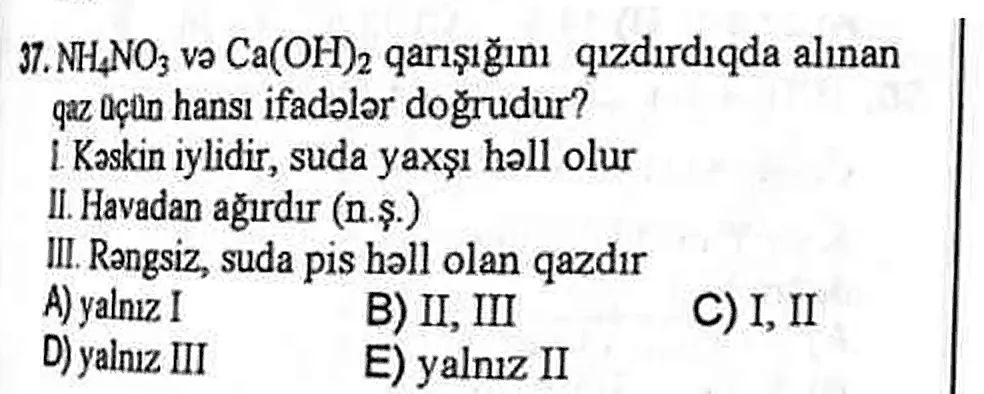 37. NH₄NO₃ və Ca(OH)₂ qarışığını qızdırdıqda alınan
qaz üçün hansı ifadələr doğrudur?
I. Kəskin iylidir, suda yaxşı həll olur
II. Havadan ağırdır (n.ş.)
III. Rəngsiz, suda pis həll olan qazdır
A) yalnız I B) II, III C) I, II
D) yalnız III E) yalnız II